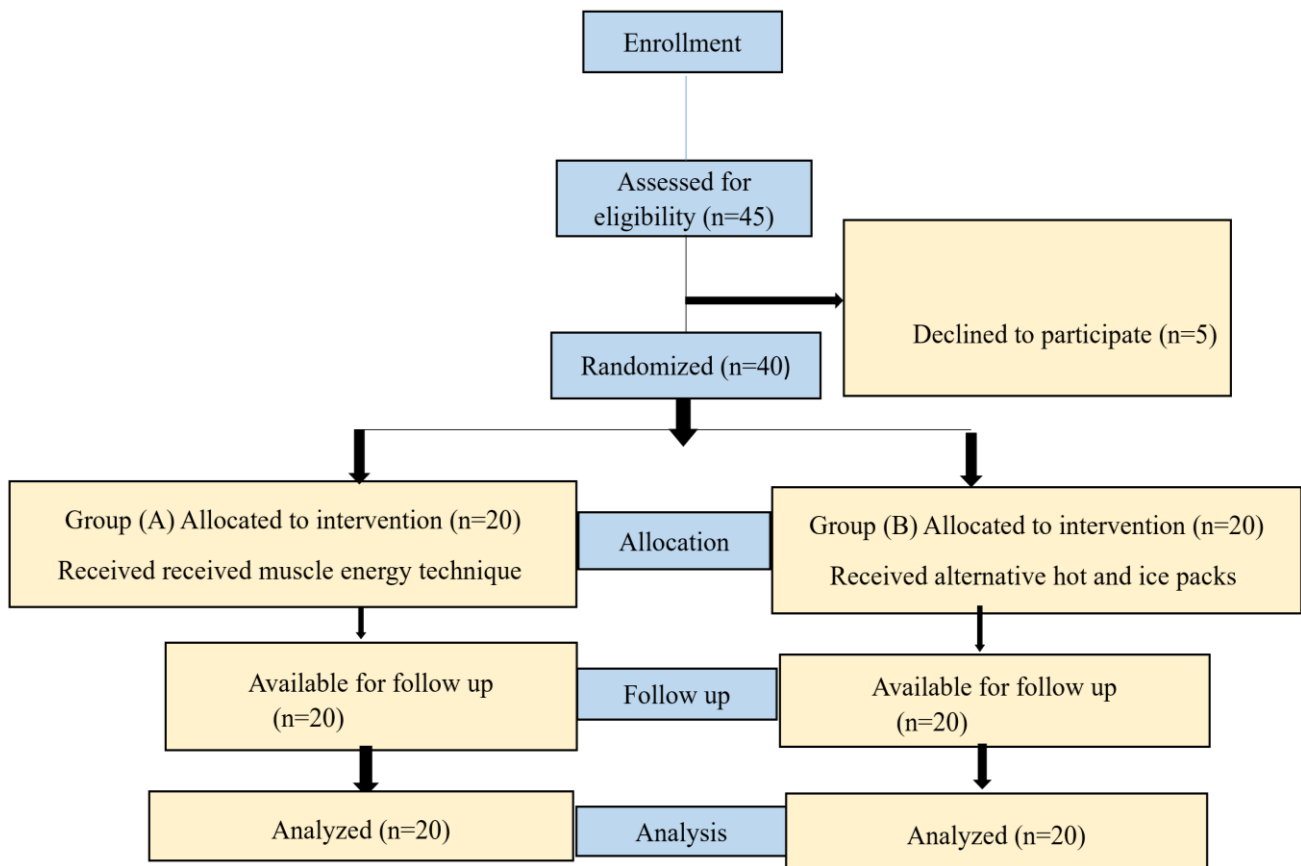 Enrollment
Assessed for
eligibility (n=45)
Declined to participate (n=5)
Randomized (n=40)
Group (A) Allocated to intervention (n=20)
Received received muscle energy technique
Allocation
Group (B) Allocated to intervention (n=20)
Received alternative hot and ice packs
Available for follow up
(n=20)
Follow up
Available for follow up
(n=20)
Analyzed (n=20)
Analysis
Analyzed (n=20)